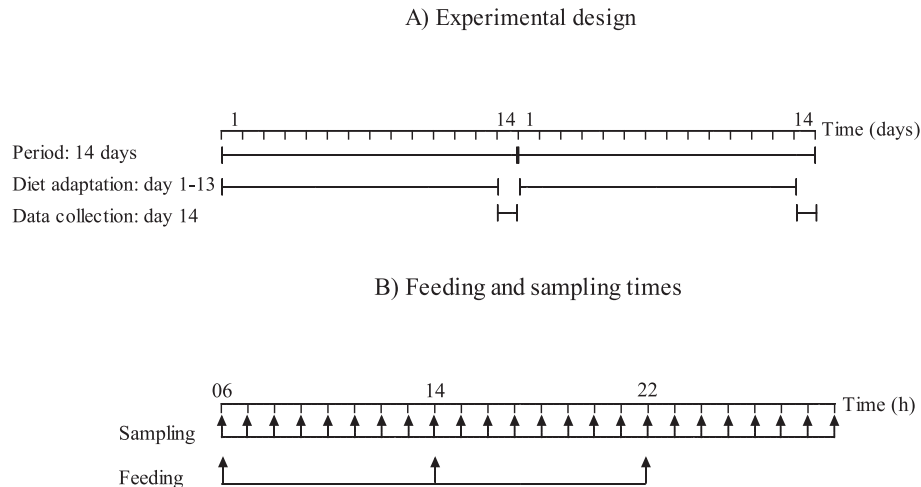 A) Experimental design
1 14 1 14 Time (days)
Period: 14 days
Diet adaptation: day 1-13
Data collection: day 14
B) Feeding and sampling times
06 14 22 Time (h)
Sampling
Feeding